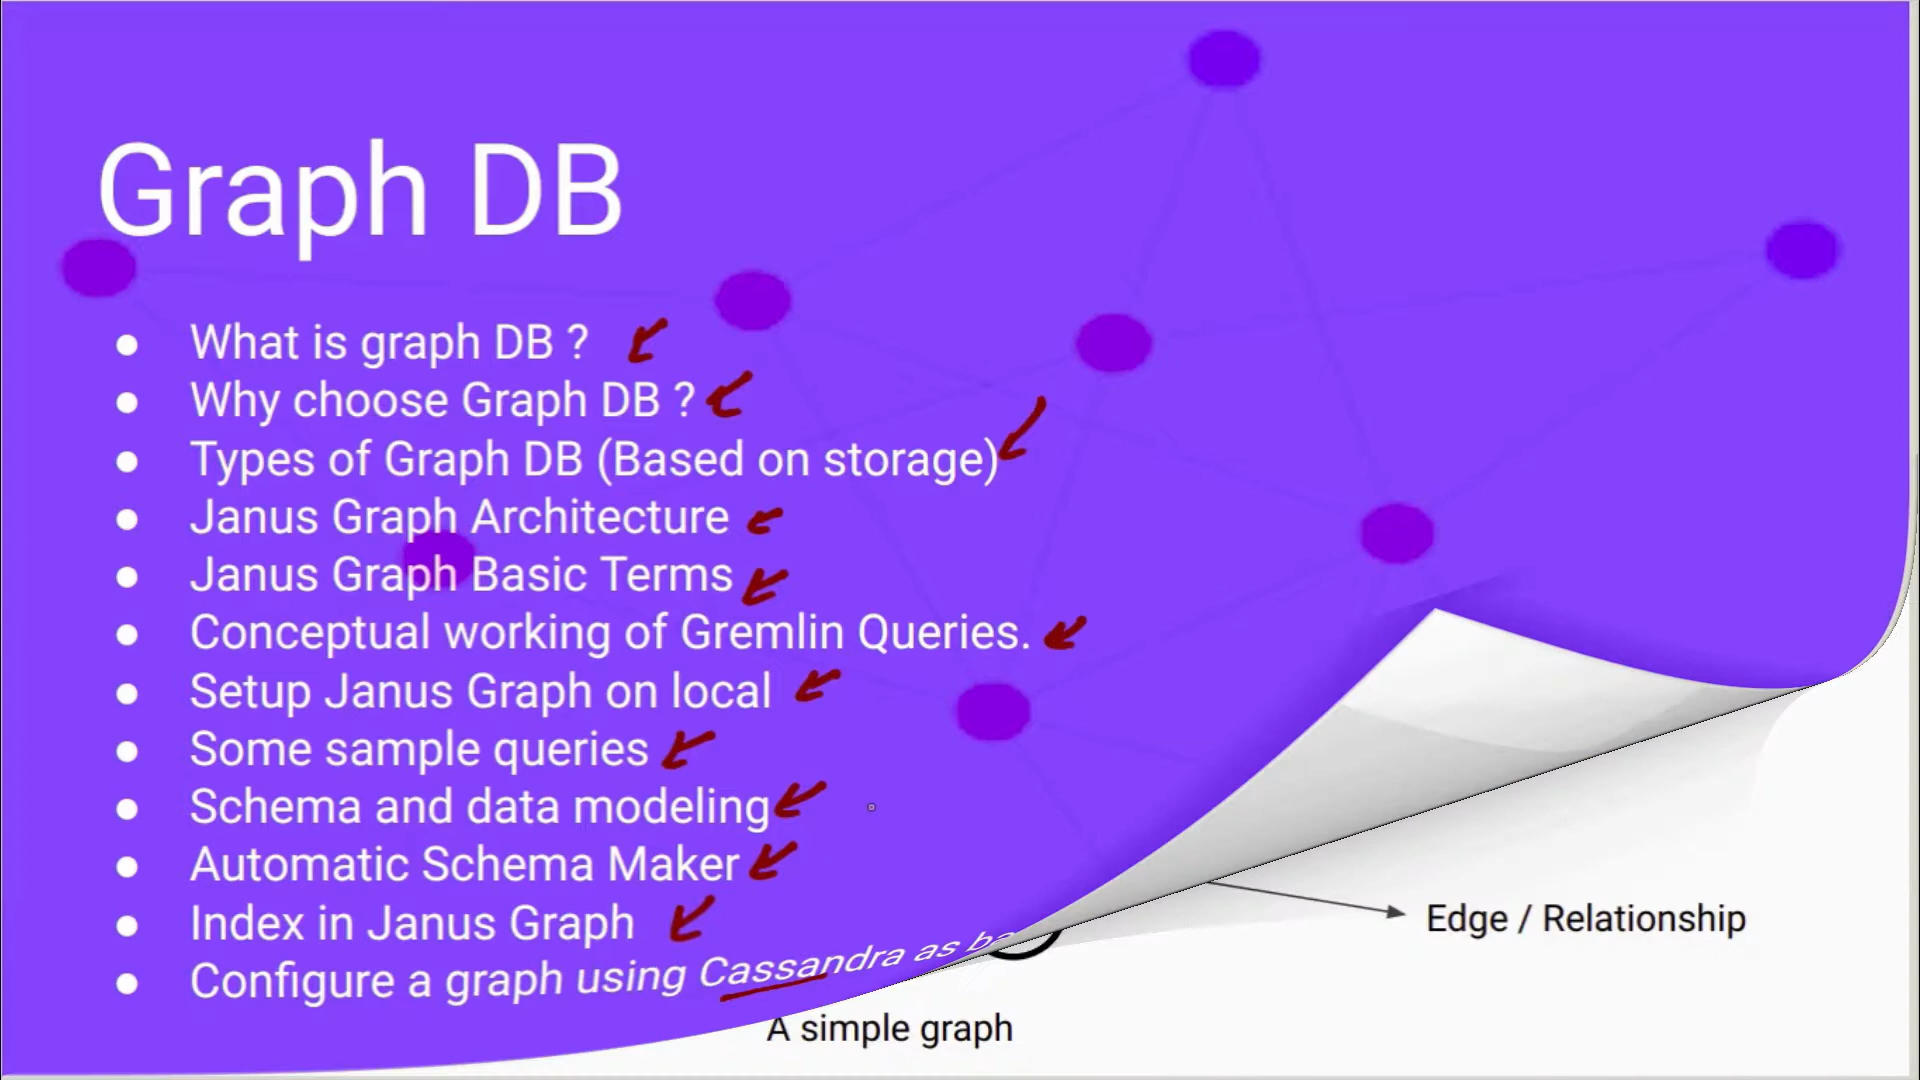 Graph DB
What is graph DB ?
Why choose Graph DB ?
Types of Graph DB (Based on storage)
Janus Graph Architecture
Janus Graph Basic Terms
Conceptual working of Gremlin Queries.
Setup Janus Graph on local
Some sample queries
Schema and data modeling
Automatic Schema Maker
Index in Janus Graph
Configure a graph using Cassandra as
Edge / Relationship
A simple graph